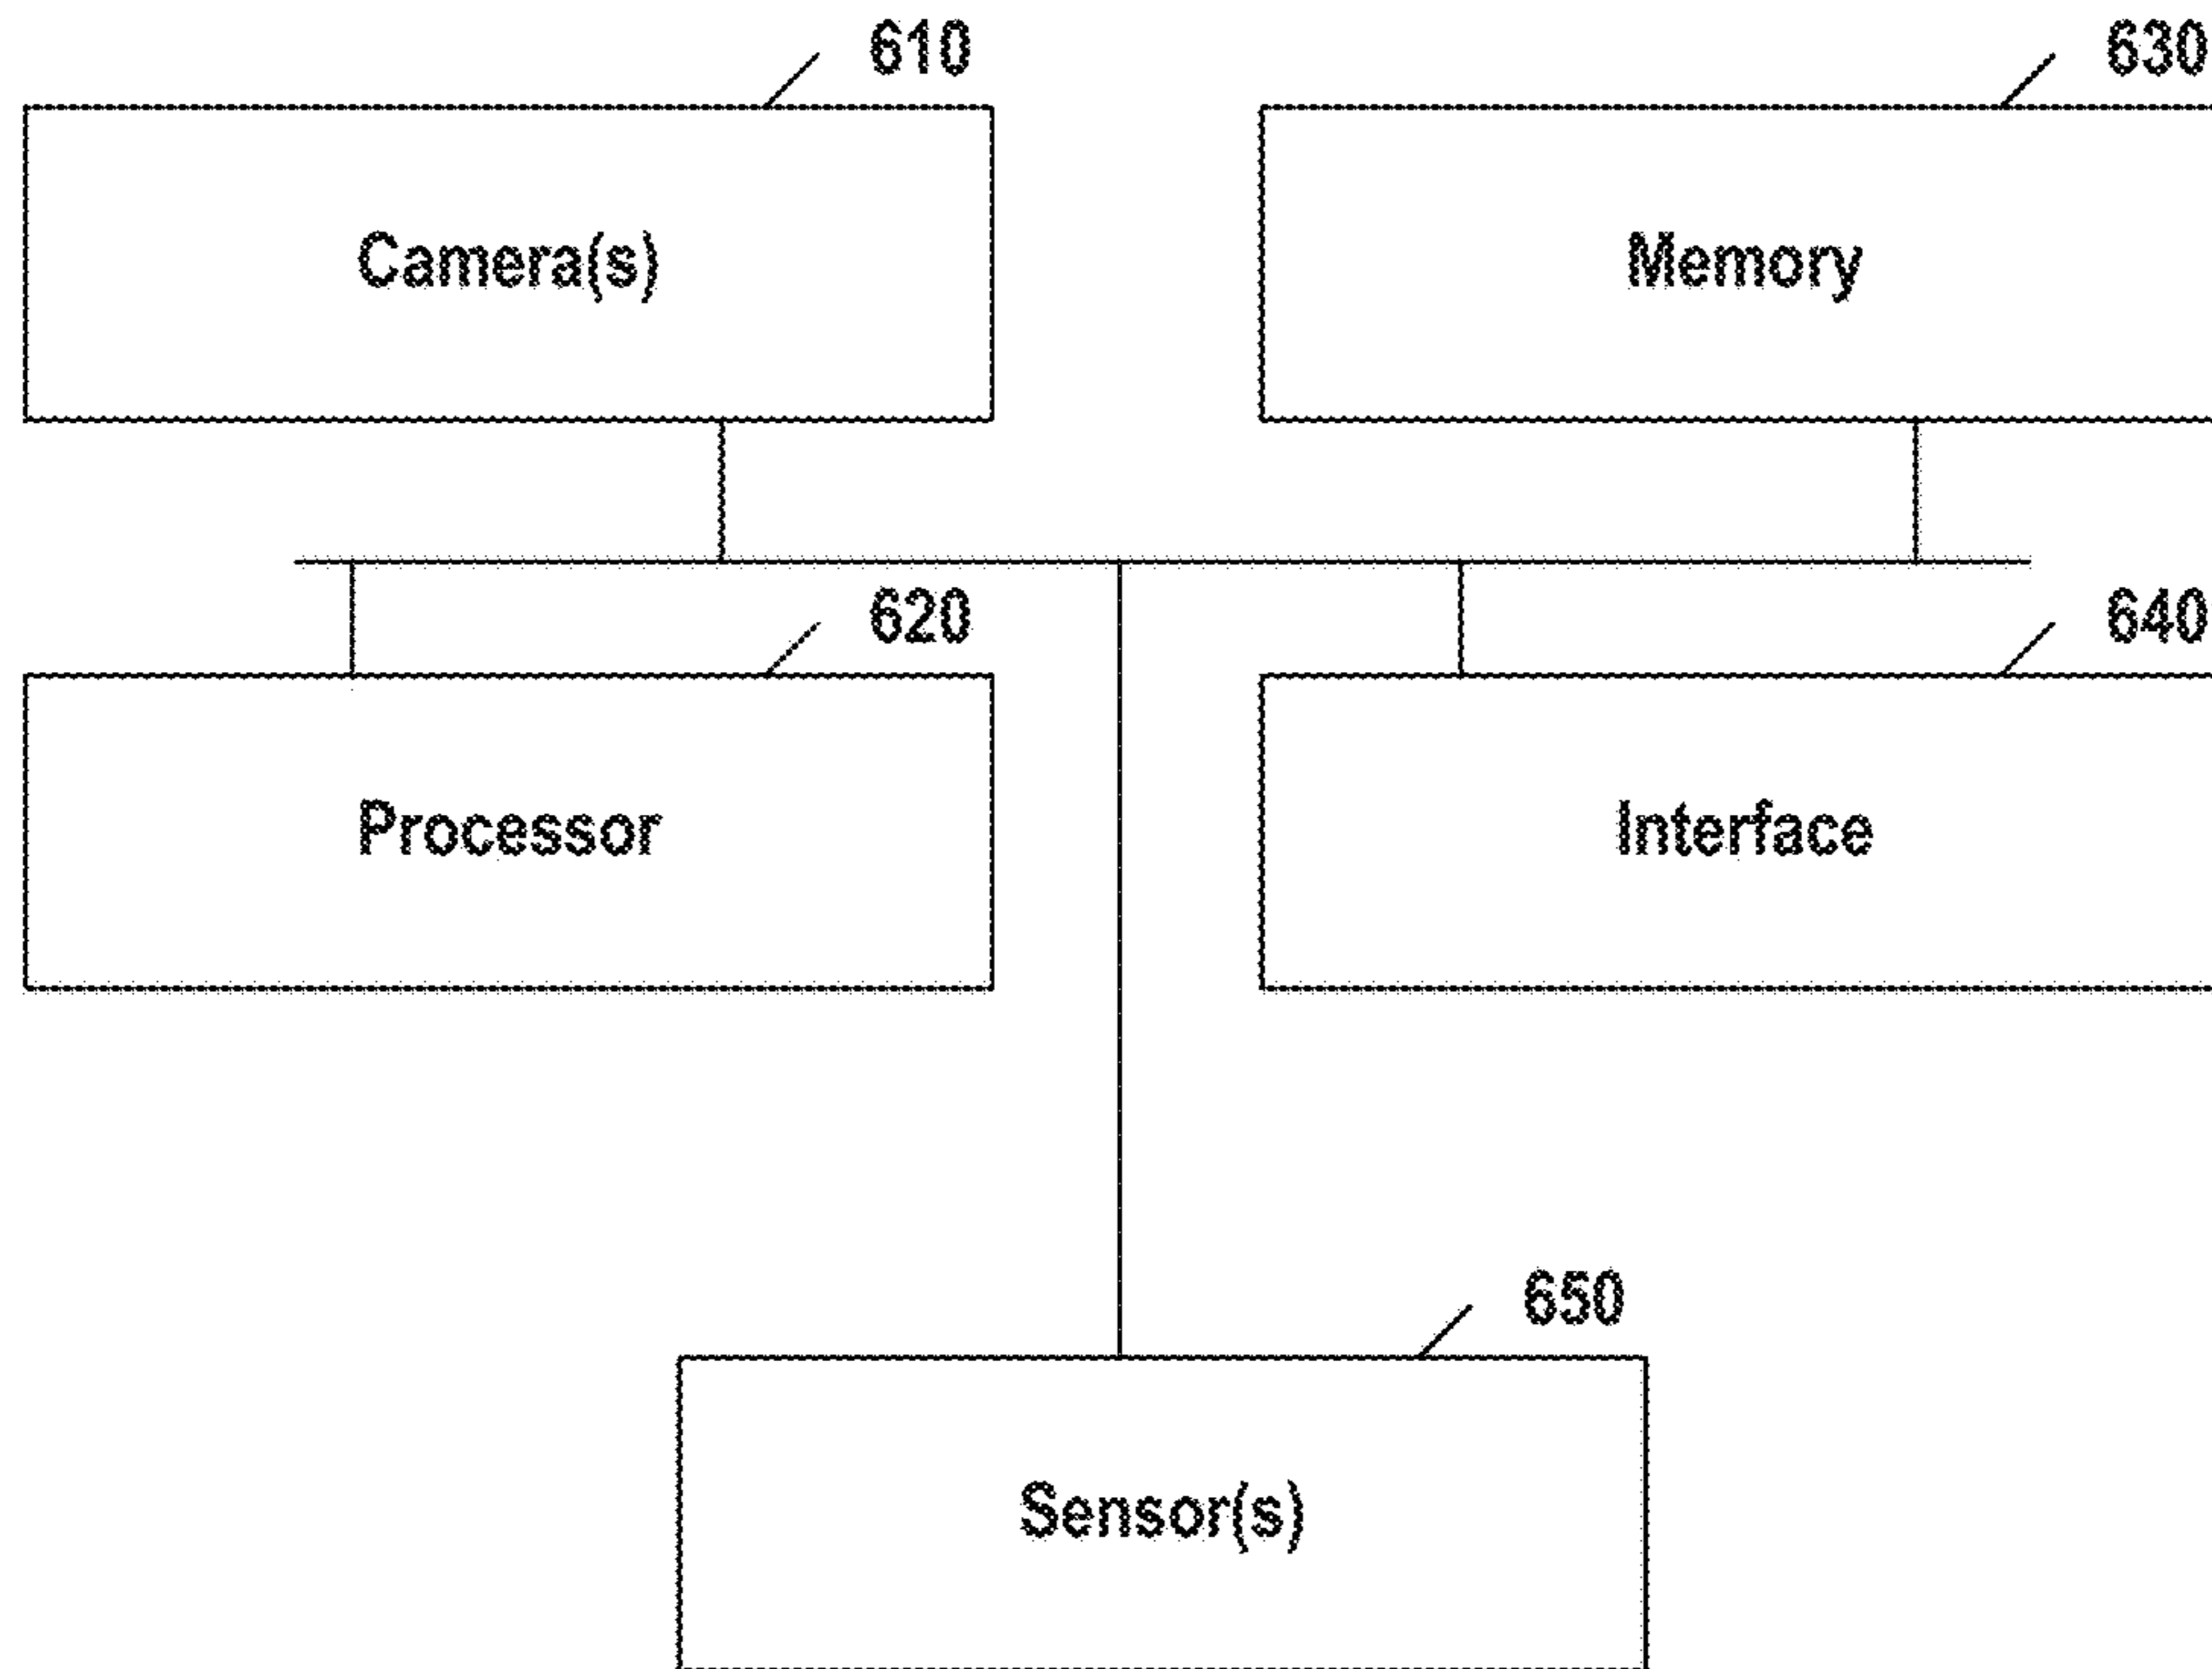 610
630
Camera(s)
Memory
620
640
Processor
Interface
650
Sensor(s)